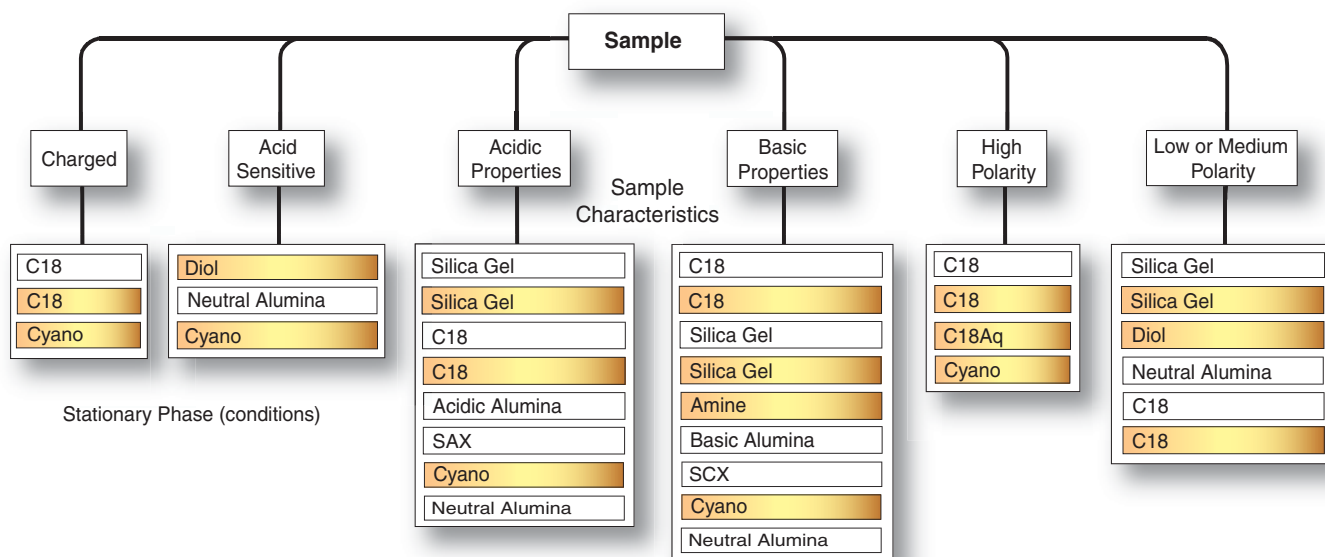 Sample
Charged
Acid
Sensitive
Acidic
Properties
Basic
Properties
High
Polarity
Low or Medium
Polarity
Sample
Characteristics
C18
C18
Cyano
Diol
Neutral Alumina
Cyano
Silica Gel
Silica Gel
C18
C18
Acidic Alumina
SAX
Cyano
Neutral Alumina
C18
C18
Silica Gel
Silica Gel
Amine
Basic Alumina
SCX
Cyano
Neutral Alumina
C18
C18
C18Aq
Cyano
Silica Gel
Silica Gel
Diol
Neutral Alumina
C18
C18
Stationary Phase (conditions)